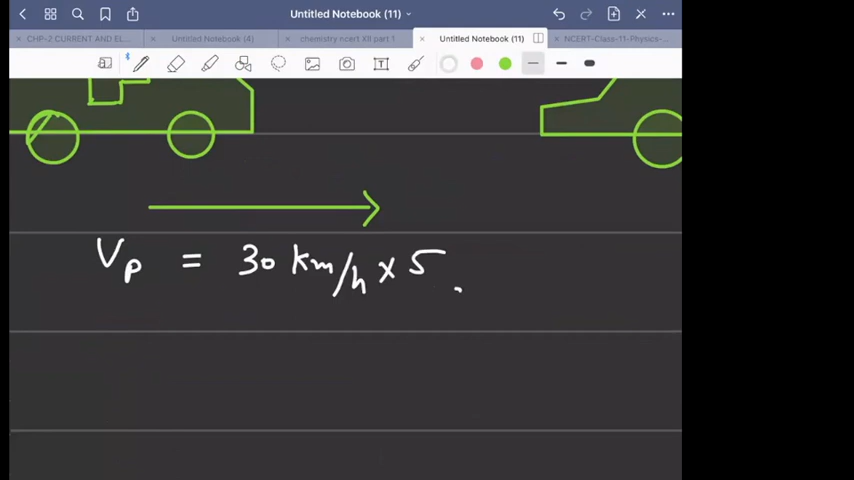 Untitled Notebook (11)
CHP-2 CURRENT AND EL...
Untitled Notebook (4)
chemistry ncert XII part 1
Untitled Notebook (11)
NCERT-Class-11-Physics-...
Vp = 30 km/h × 5